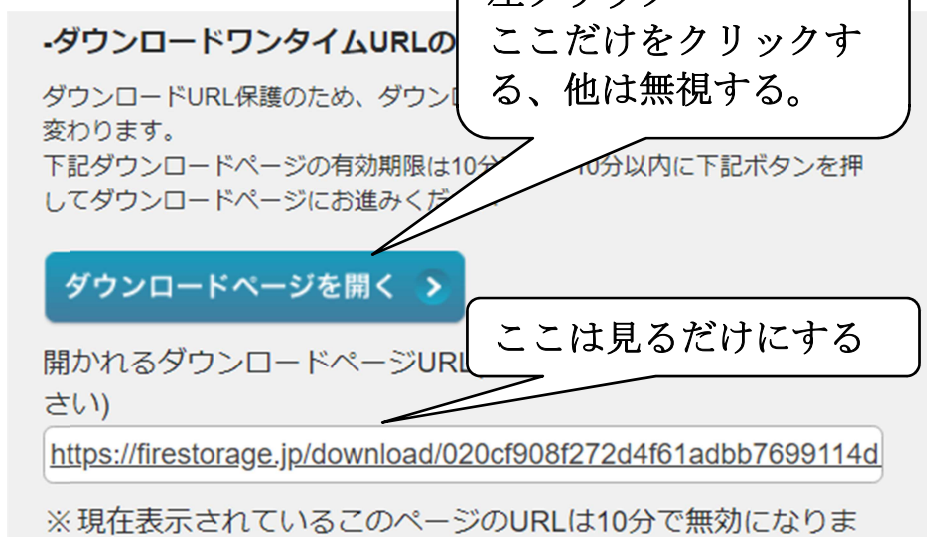 -ダウンロードワンタイムURLの
ここだけをクリックす
る、他は無視する。
ダウンロードURL保護のため、ダウン
変わります。
下記ダウンロードページの有効期限は10分
10分以内に下記ボタンを押
してダウンロードページにお進みくだ
ダウンロードページを開く
ここは見るだけにする
開かれるダウンロードページURL
さい)
https://firestorage.jp/download/020cf908f272d4f61adbb7699114d
※現在表示されているこのページのURLは10分で無効になりま